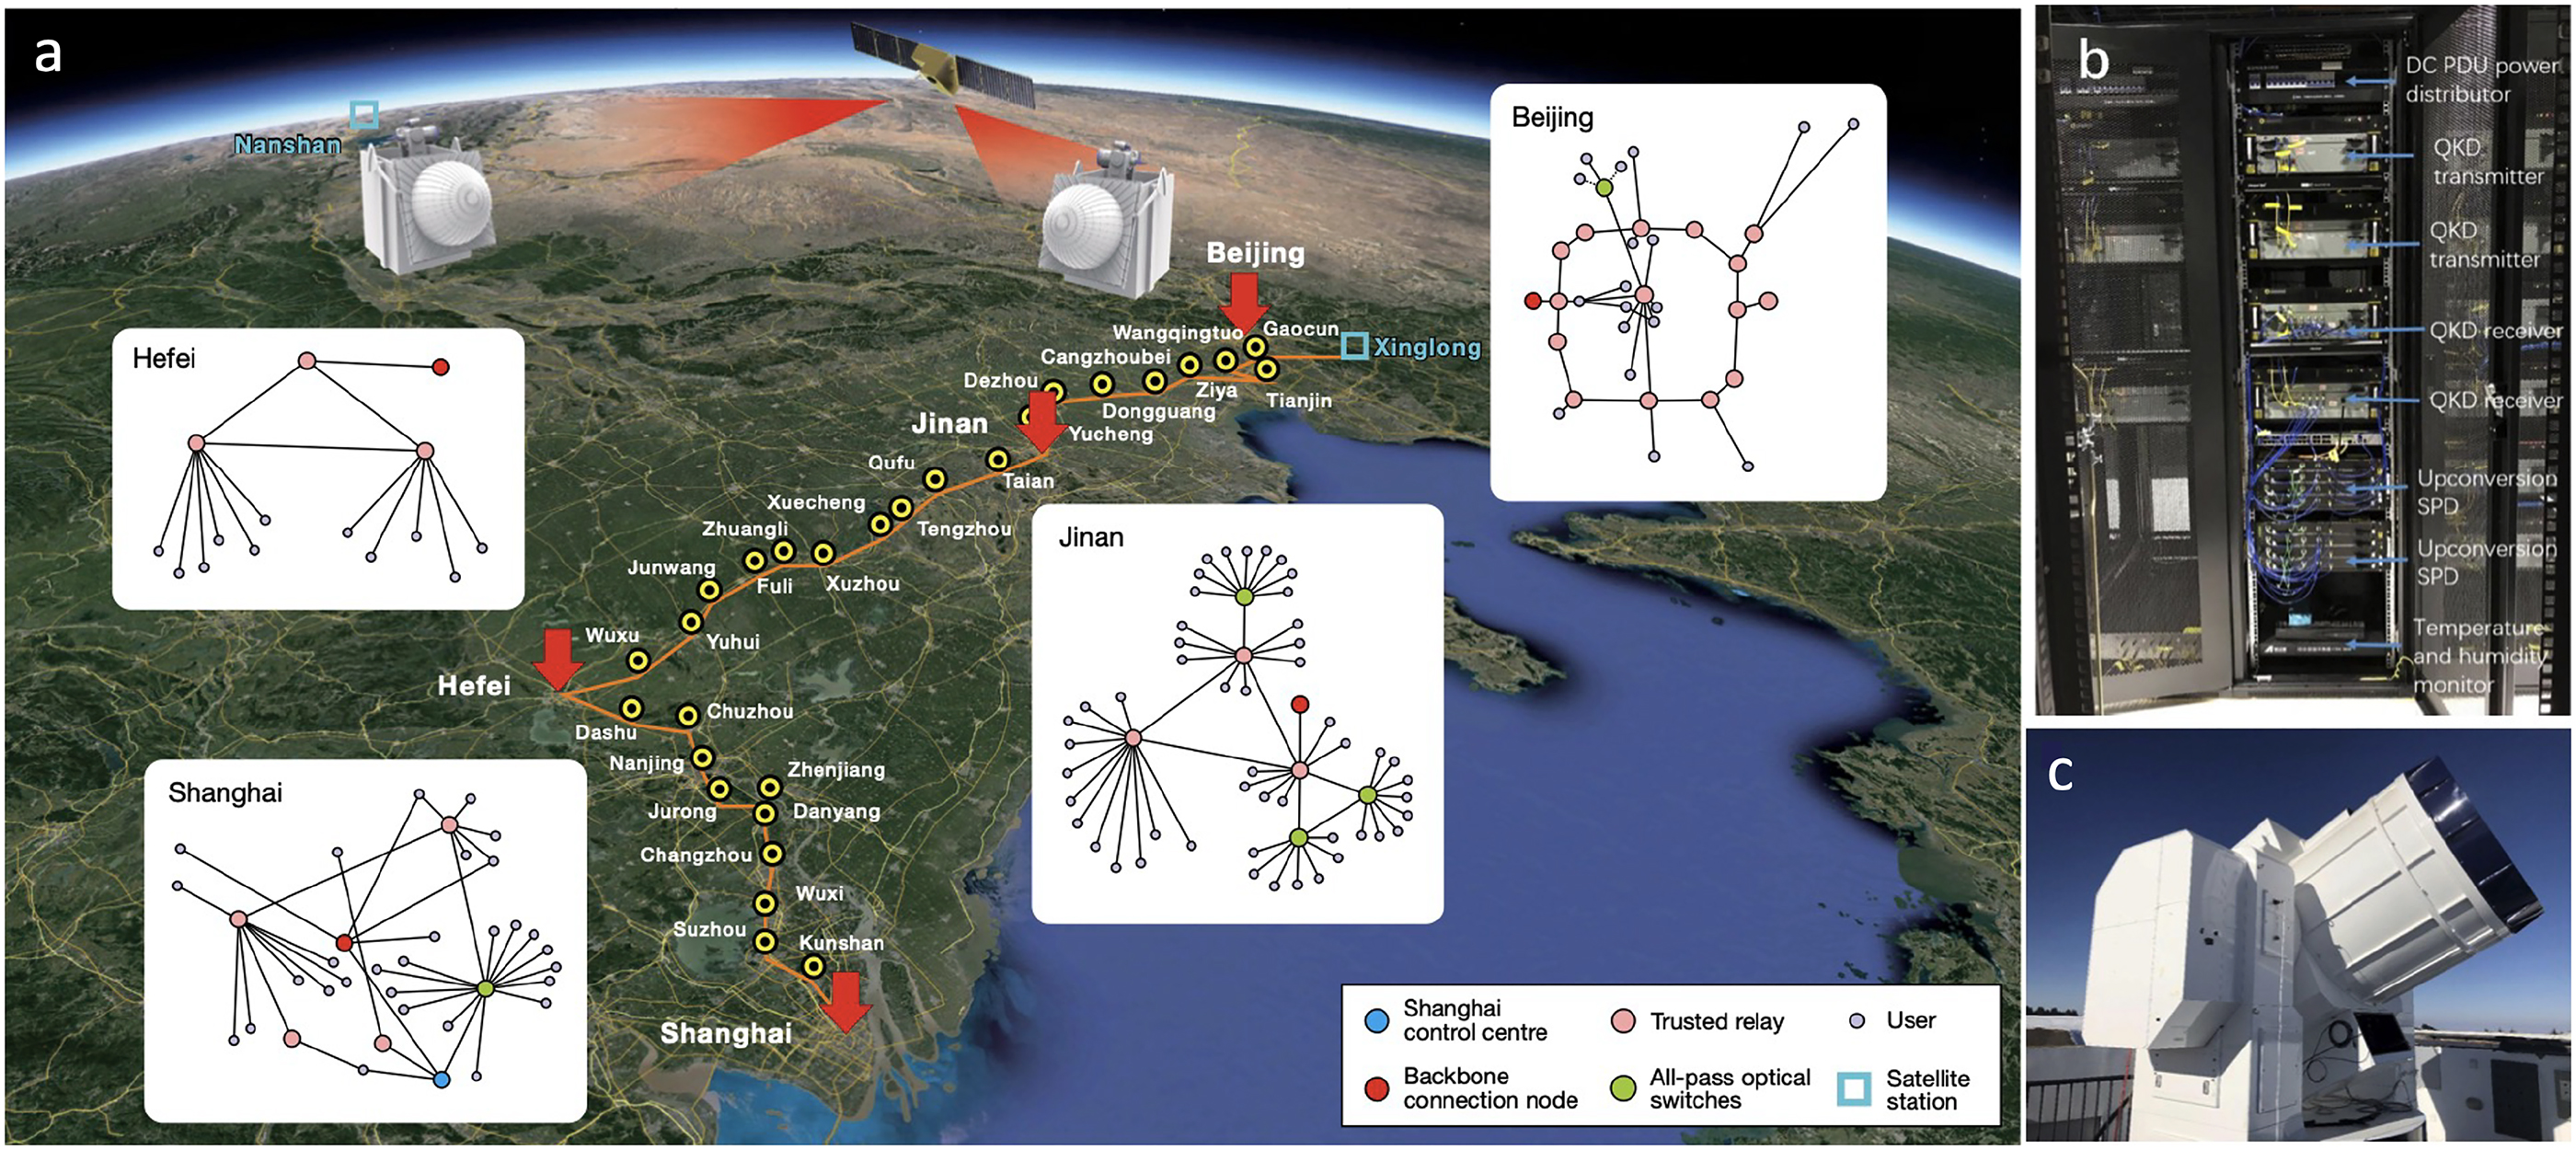 a
Nanshan
Beijing
Wangqingtuo
Gaocun
Xinglong
Cangzhoubei
Dezhou
Ziya
Tianjin
Dongguang
Jinan
Yucheng
Qufu
Taian
Xuecheng
Tengzhou
Zhuangli
Junwang
Fuli
Xuzhou
Wuxu
Yuhui
Hefei
Chuzhou
Dashu
Nanjing
Zhenjiang
Jurong
Danyang
Changzhou
Wuxi
Suzhou
Kunshan
Shanghai
Hefei
Shanghai
Beijing
Jinan
Shanghai
control centre
Trusted relay
User
Backbone
connection node
All-pass optical
switches
Satellite
station
b
DC PDU power
distributor
QKD
transmitter
QKD
transmitter
QKD receiver
QKD receiver
Upconversion
SPD
Upconversion
SPD
Temperature
and humidity
monitor
c